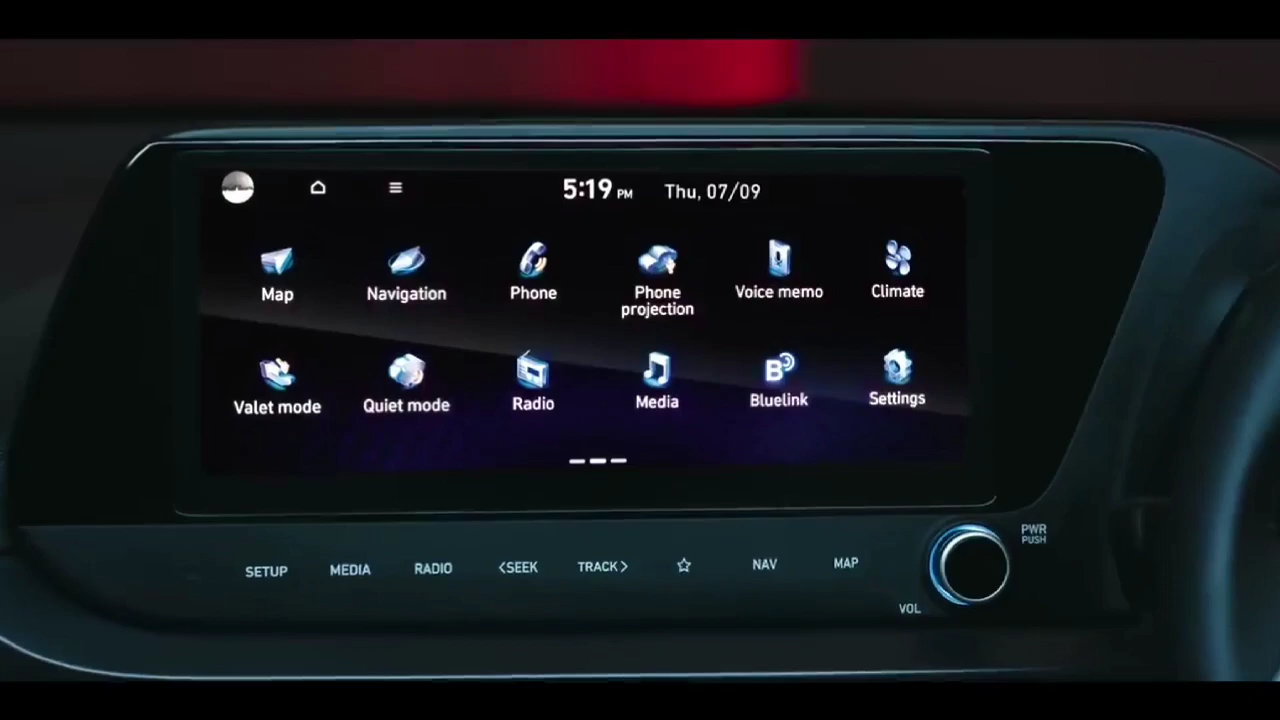 5:19 PM Thu, 07/09
Map
Navigation
Phone
Phone
projection
Voice memo
Climate
Valet mode
Quiet mode
Radio
Media
Bluelink
Settings
SETUP
MEDIA
RADIO
<SEEK
TRACK>
☆
NAV
MAP
VOL
PWR
PUSH